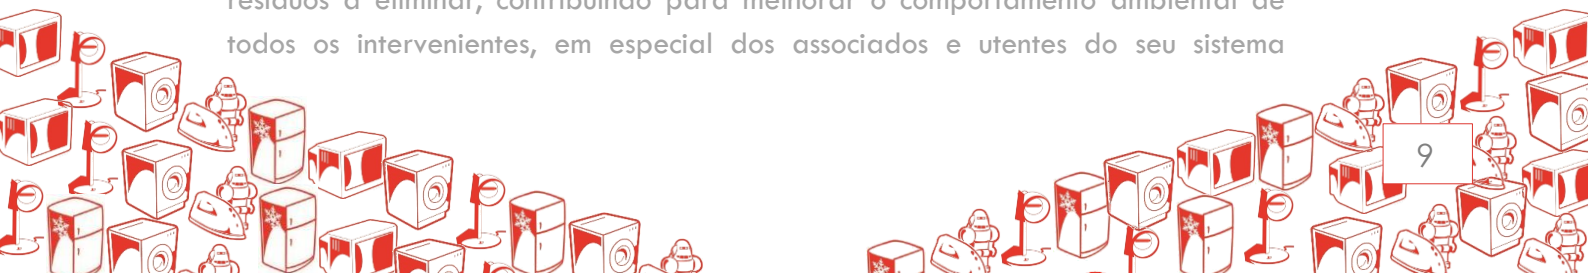 resíduos a eliminar, contribuindo para melhorar o comportamento ambiental de
todos os intervenientes, em especial dos associados e utentes do seu sistema
9